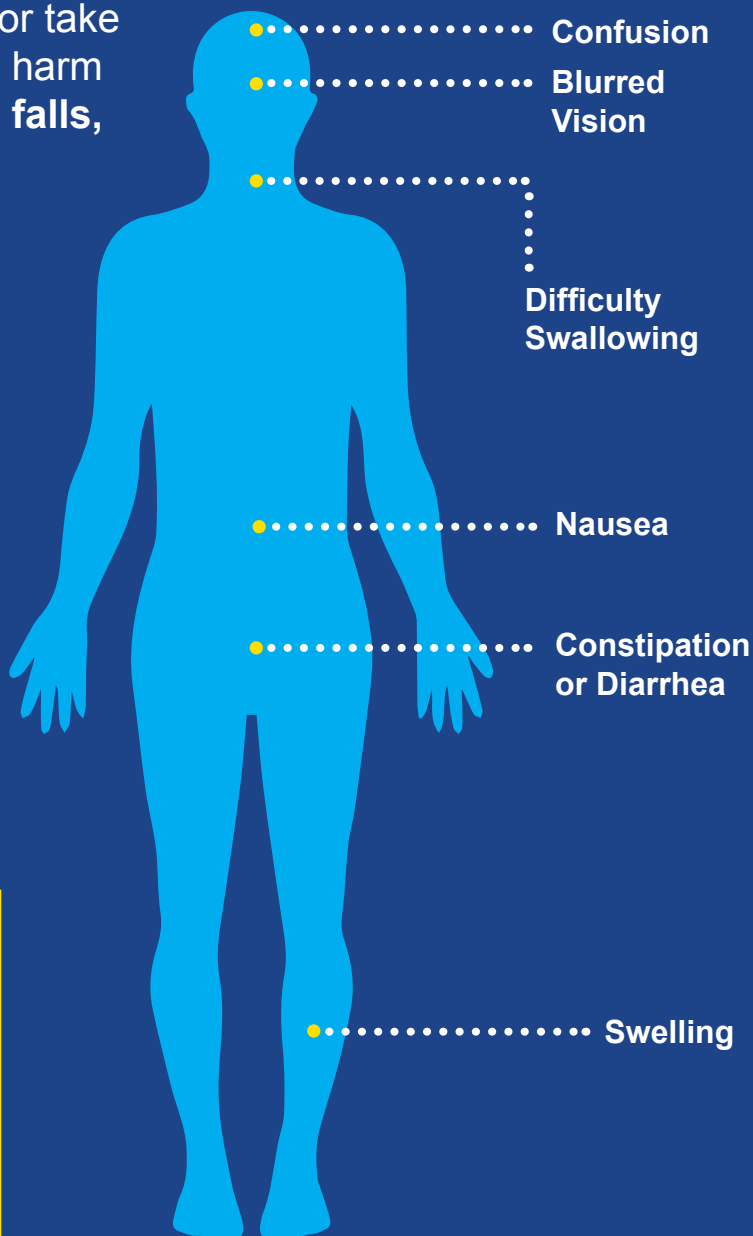 or take
harm
falls,
Confusion
Blurred
Vision
Difficulty
Swallowing
Nausea
Constipation
or Diarrhea
Swelling